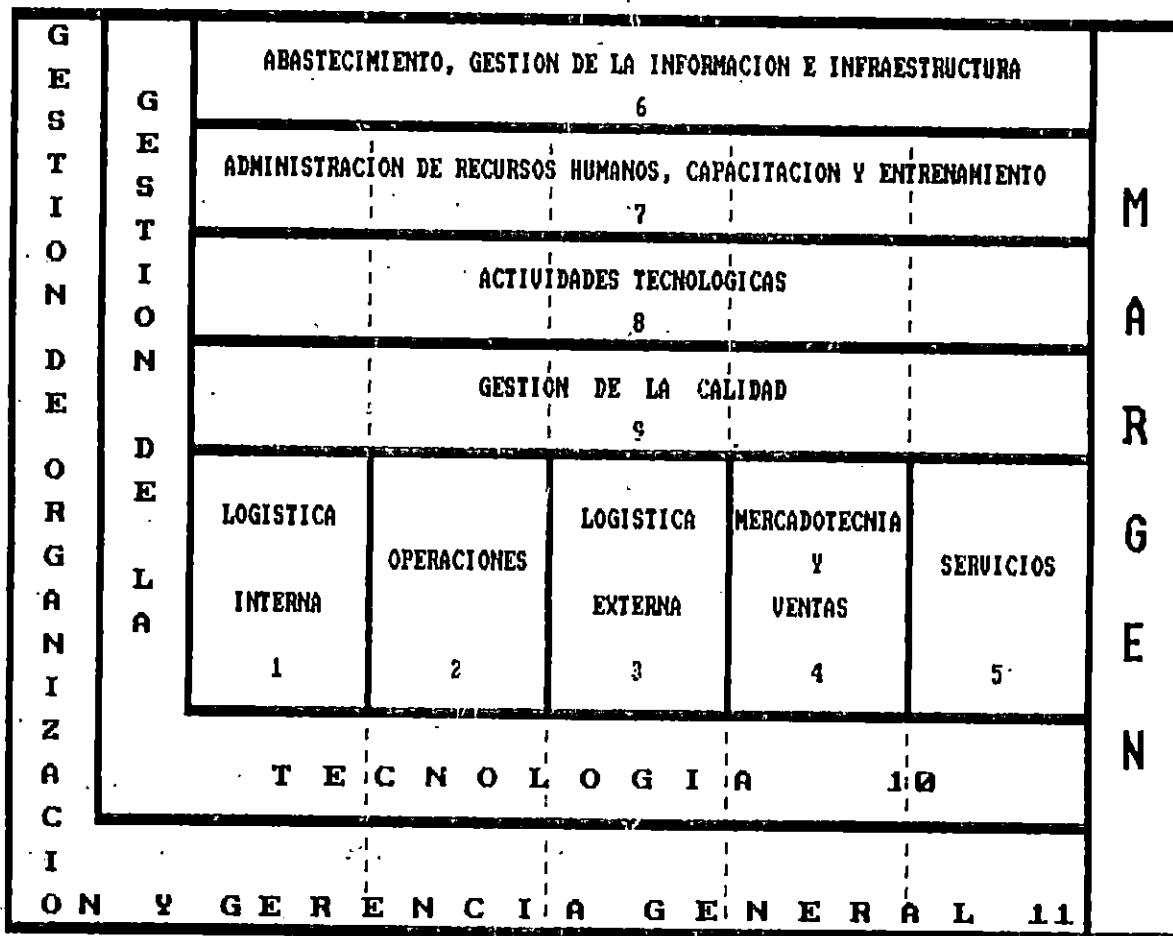 GESTION DE ORGANIZACION Y GERENCIA GENERAL 11
GESTION DE LA TECNOLOGIA 10
ABASTECIMIENTO, GESTION DE LA INFORMACION E INFRAESTRUCTURA
6
ADMINISTRACION DE RECURSOS HUMANOS, CAPACITACION Y ENTRENAMIENTO
7
ACTIVIDADES TECNOLOGICAS
8
GESTION DE LA CALIDAD
9
LOGISTICA
INTERNA
1
OPERACIONES
2
LOGISTICA
EXTERNA
3
MERCADOTECNIA
Y
VENTAS
4
SERVICIOS
5
MARGEN